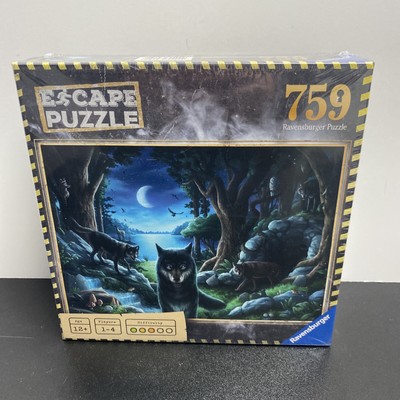 ESCAPE
PUZZLE
759
Ravensburger Puzzle
Age
12+
Players
1-4
Difficulty
Ravensburger